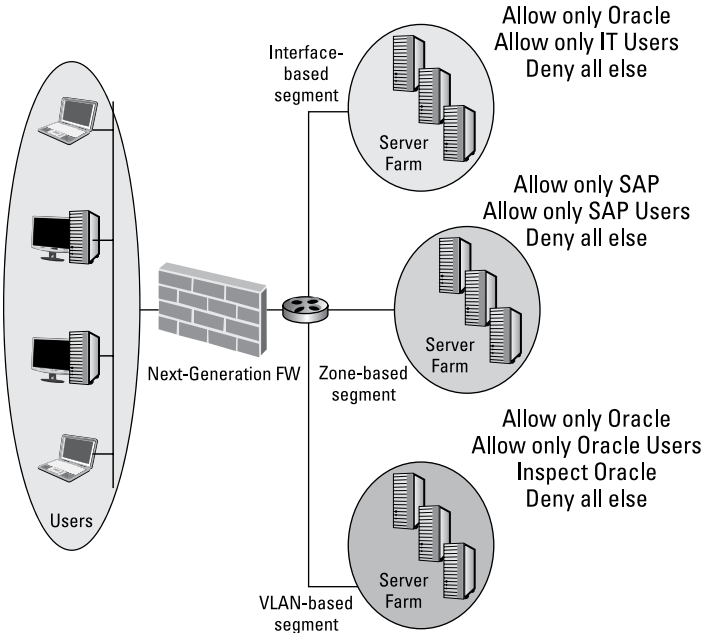 Allow only Oracle
Allow only IT Users
Deny all else
Interface-
based
segment
Server
Farm
Allow only SAP
Allow only SAP Users
Deny all else
Server
Farm
Next-Generation FW
Zone-based
segment
Allow only Oracle
Allow only Oracle Users
Inspect Oracle
Deny all else
Users
Server
Farm
VLAN-based
segment